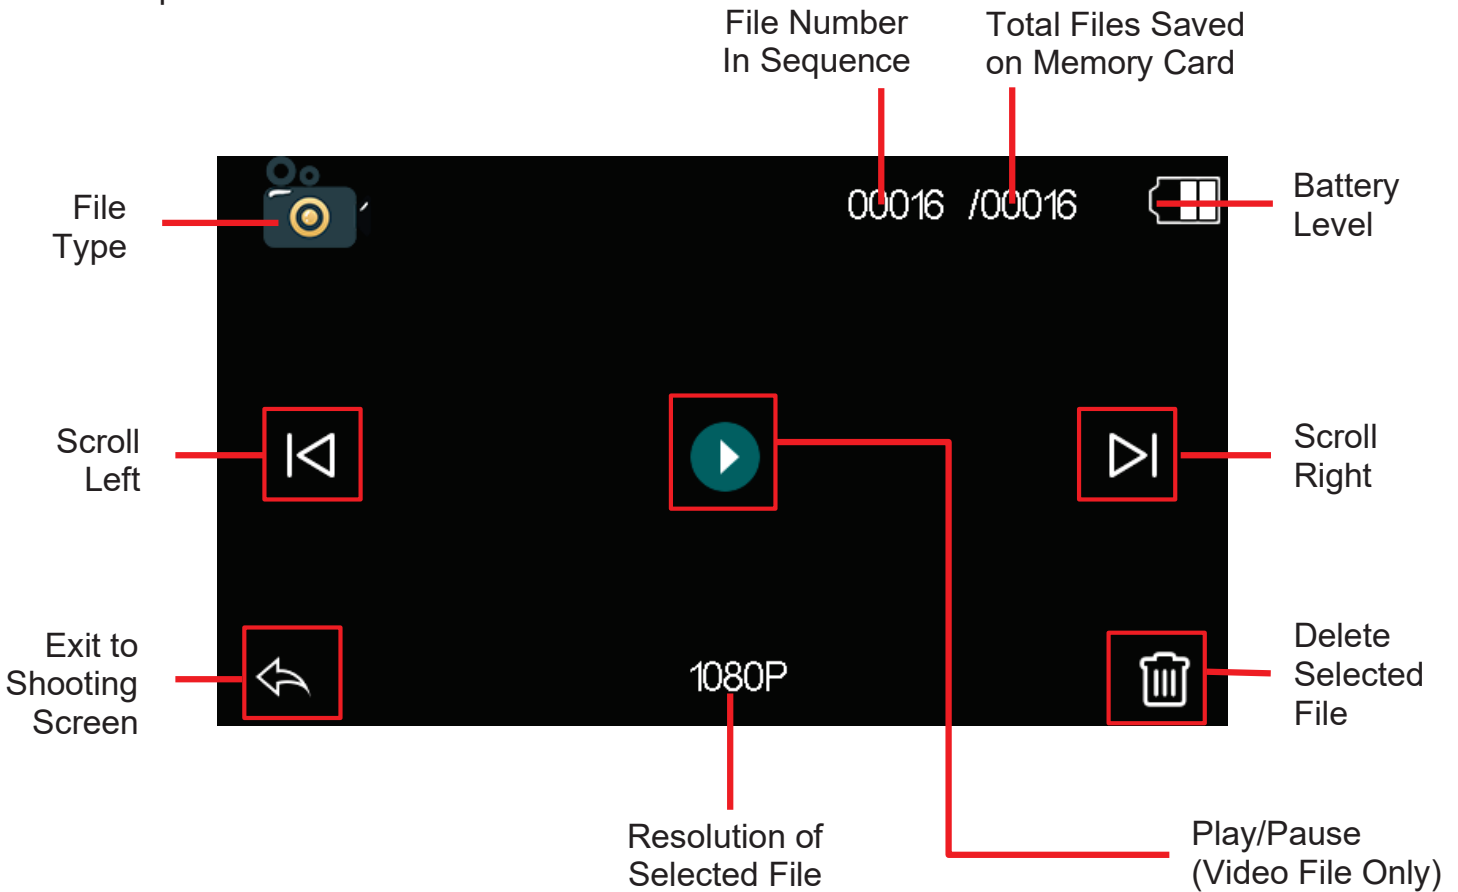 File Number
In Sequence
Total Files Saved
on Memory Card
File
Type
00016 /00016
Battery
Level
Scroll
Left
Scroll
Right
Exit to
Shooting
Screen
1080P
Delete
Selected
File
Resolution of
Selected File
Play/Pause
(Video File Only)